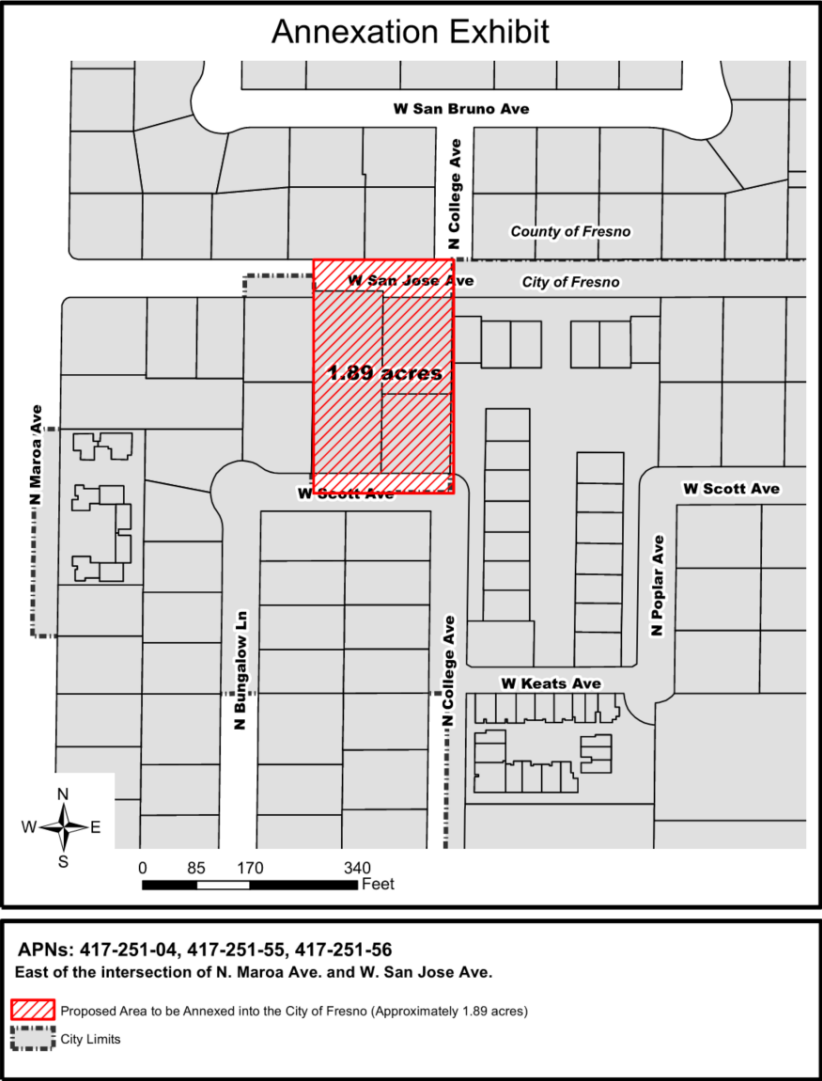 Annexation Exhibit
W San Bruno Ave
N College Ave
County of Fresno
W San Jose Ave
City of Fresno
1.89 acres
N Maroa Ave
W Scott Ave
W Scott Ave
N Poplar Ave
N Bungalow Ln
N College Ave
W Keats Ave
N
W
E
S
0 85 170 340
Feet
APNs: 417-251-04, 417-251-55, 417-251-56
East of the intersection of N. Maroa Ave. and W. San Jose Ave.
Proposed Area to be Annexed into the City of Fresno (Approximately 1.89 acres)
City Limits